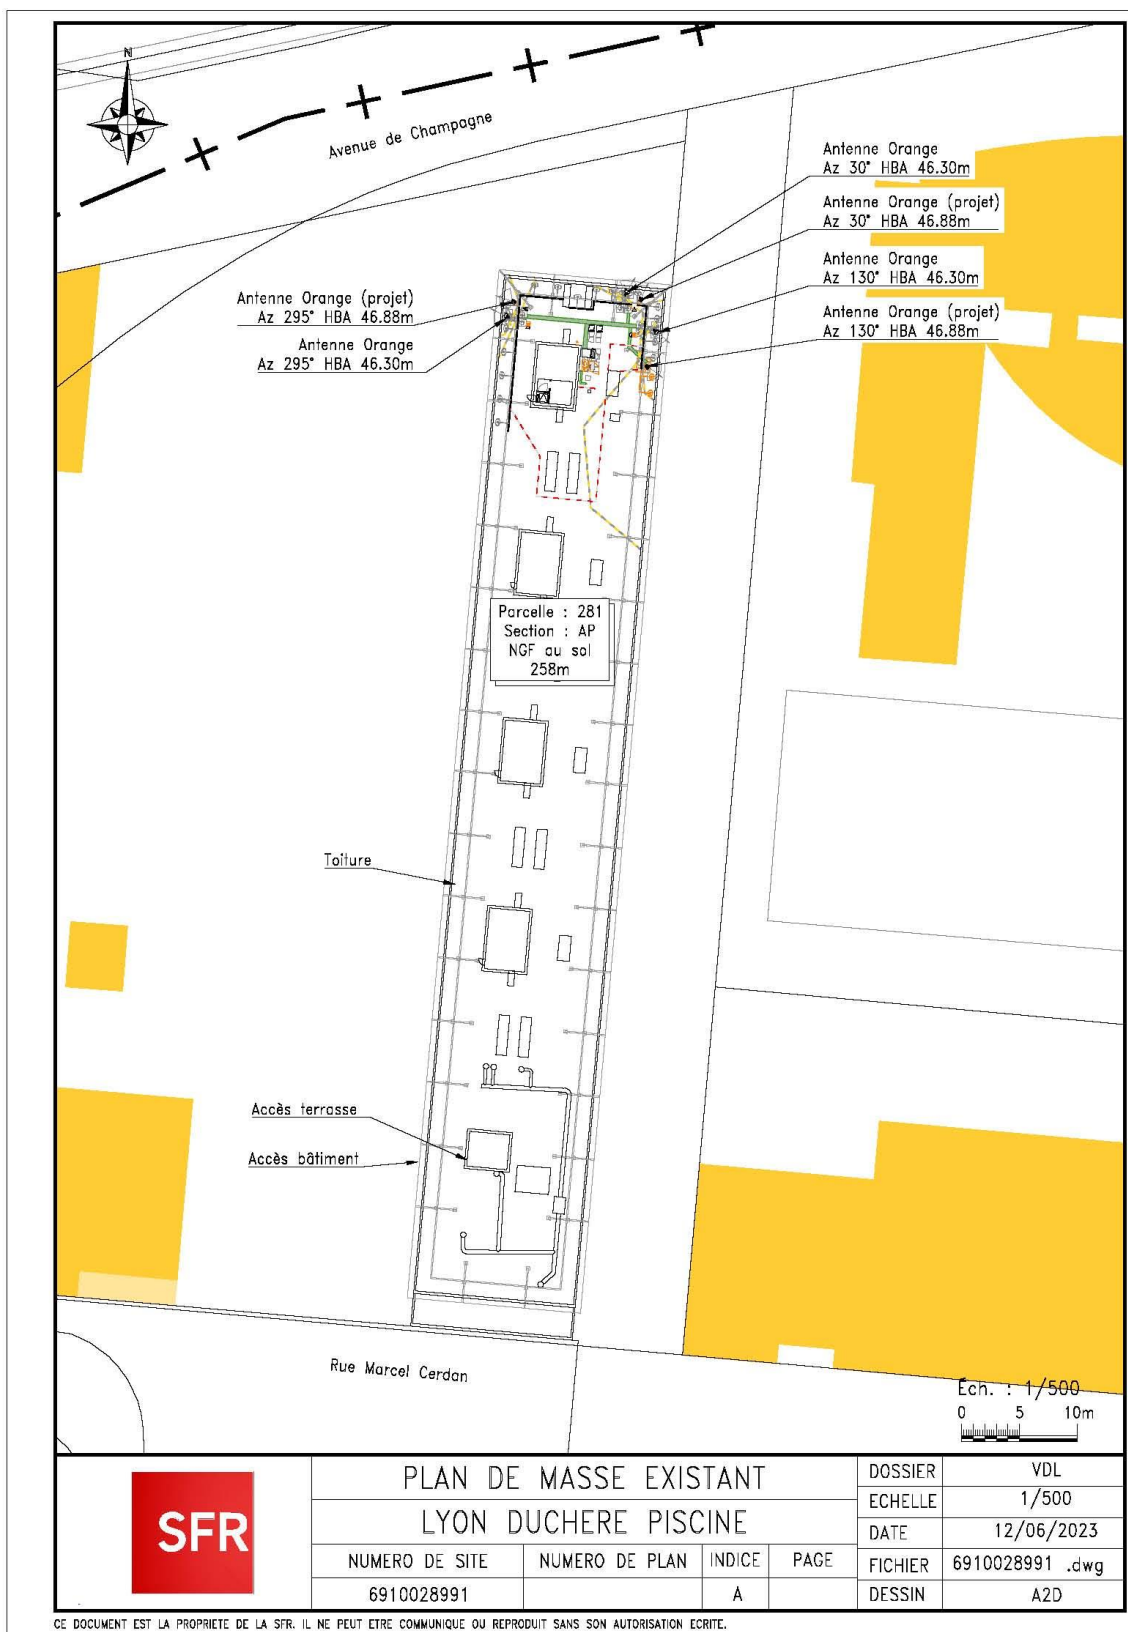 N
Avenue de Champagne
Antenne Orange
Az 30° HBA 46.30m
Antenne Orange (projet)
Az 30° HBA 46.88m
Antenne Orange
Az 130° HBA 46.30m
Antenne Orange (projet)
Az 130° HBA 46.88m
Antenne Orange (projet)
Az 295° HBA 46.88m
Antenne Orange
Az 295° HBA 46.30m
Parcelle : 281
Section : AP
NGF au sol
258m
Toiture
Accès terrasse
Accès bâtiment
Rue Marcel Cerdan
Ech. : 1/500
0 5 10m
SFR
PLAN DE MASSE EXISTANT
LYON DUCHERE PISCINE
NUMERO DE SITE NUMERO DE PLAN INDICE PAGE
6910028991 A
DOSSIER VDL
ECHELLE 1/500
DATE 12/06/2023
FICHIER 6910028991 .dwg
DESSIN A2D
CE DOCUMENT EST LA PROPRIETE DE LA SFR. IL NE PEUT ETRE COMMUNIQUE OU REPRODUIT SANS SON AUTORISATION ECRITE.